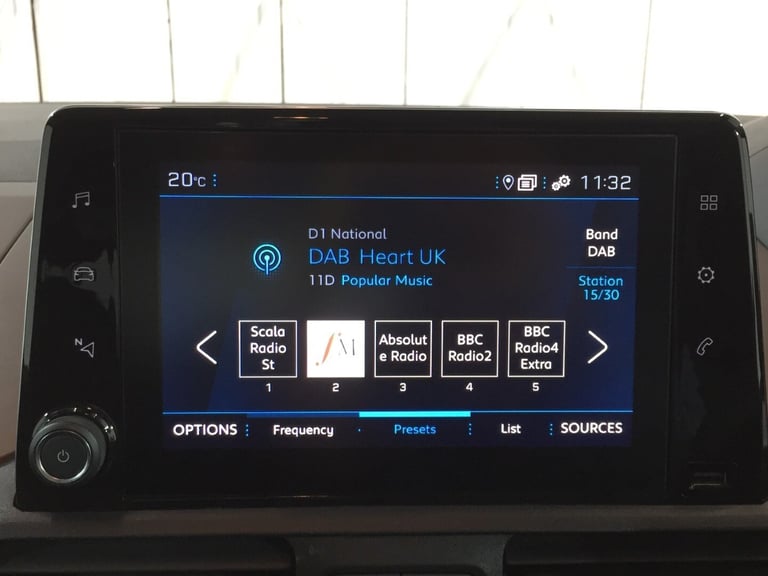 20°C 11:32
D1 National
DAB Heart UK
11D Popular Music
Band
DAB
Station
15/30
Scala
Radio
St
fM
Absolut
e Radio
BBC
Radio2
BBC
Radio4
Extra
1 2 3 4 5
OPTIONS Frequency Presets List SOURCES
N